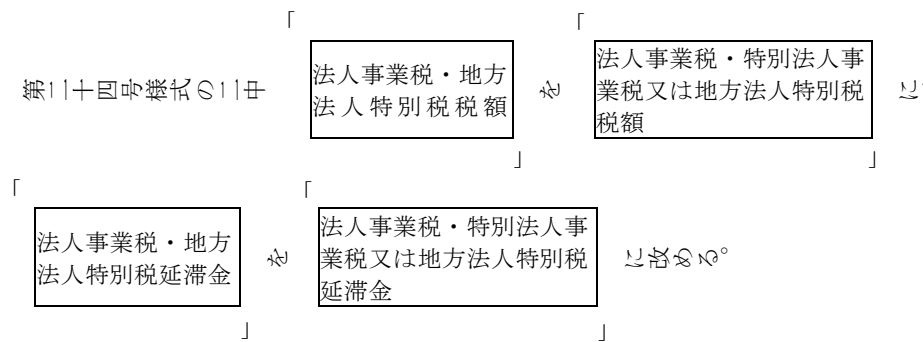 第二十四号様式の二中
「
法人事業税・地方
法人特別税税額
」
を
「
法人事業税・特別法人事
業税又は地方法人特別税
税額
」
に、
「
法人事業税・地方
法人特別税延滞金
」
を
「
法人事業税・特別法人事
業税又は地方法人特別税
延滞金
」
に改める。